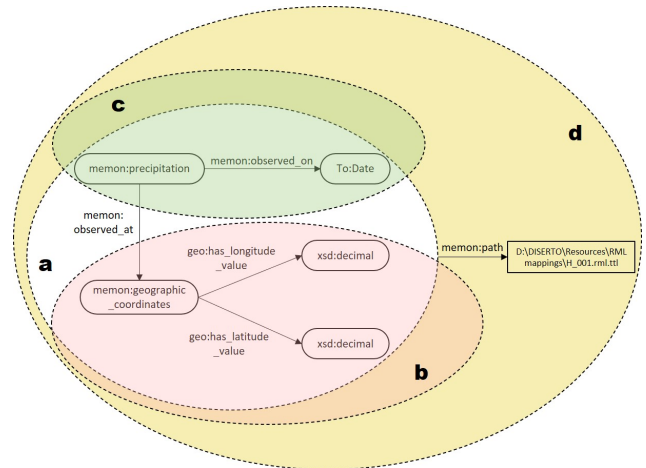 c
d
memon:observed_on
memon:precipitation
To:Date
memon:
observed_at
a
geo:has_longitude
_value
xsd:decimal
memon:path
D:\DISERTO\Resources\RML
mappings\H_001.rml.ttl
memon:geographic
_coordinates
geo:has_latitude
_value
xsd:decimal
b